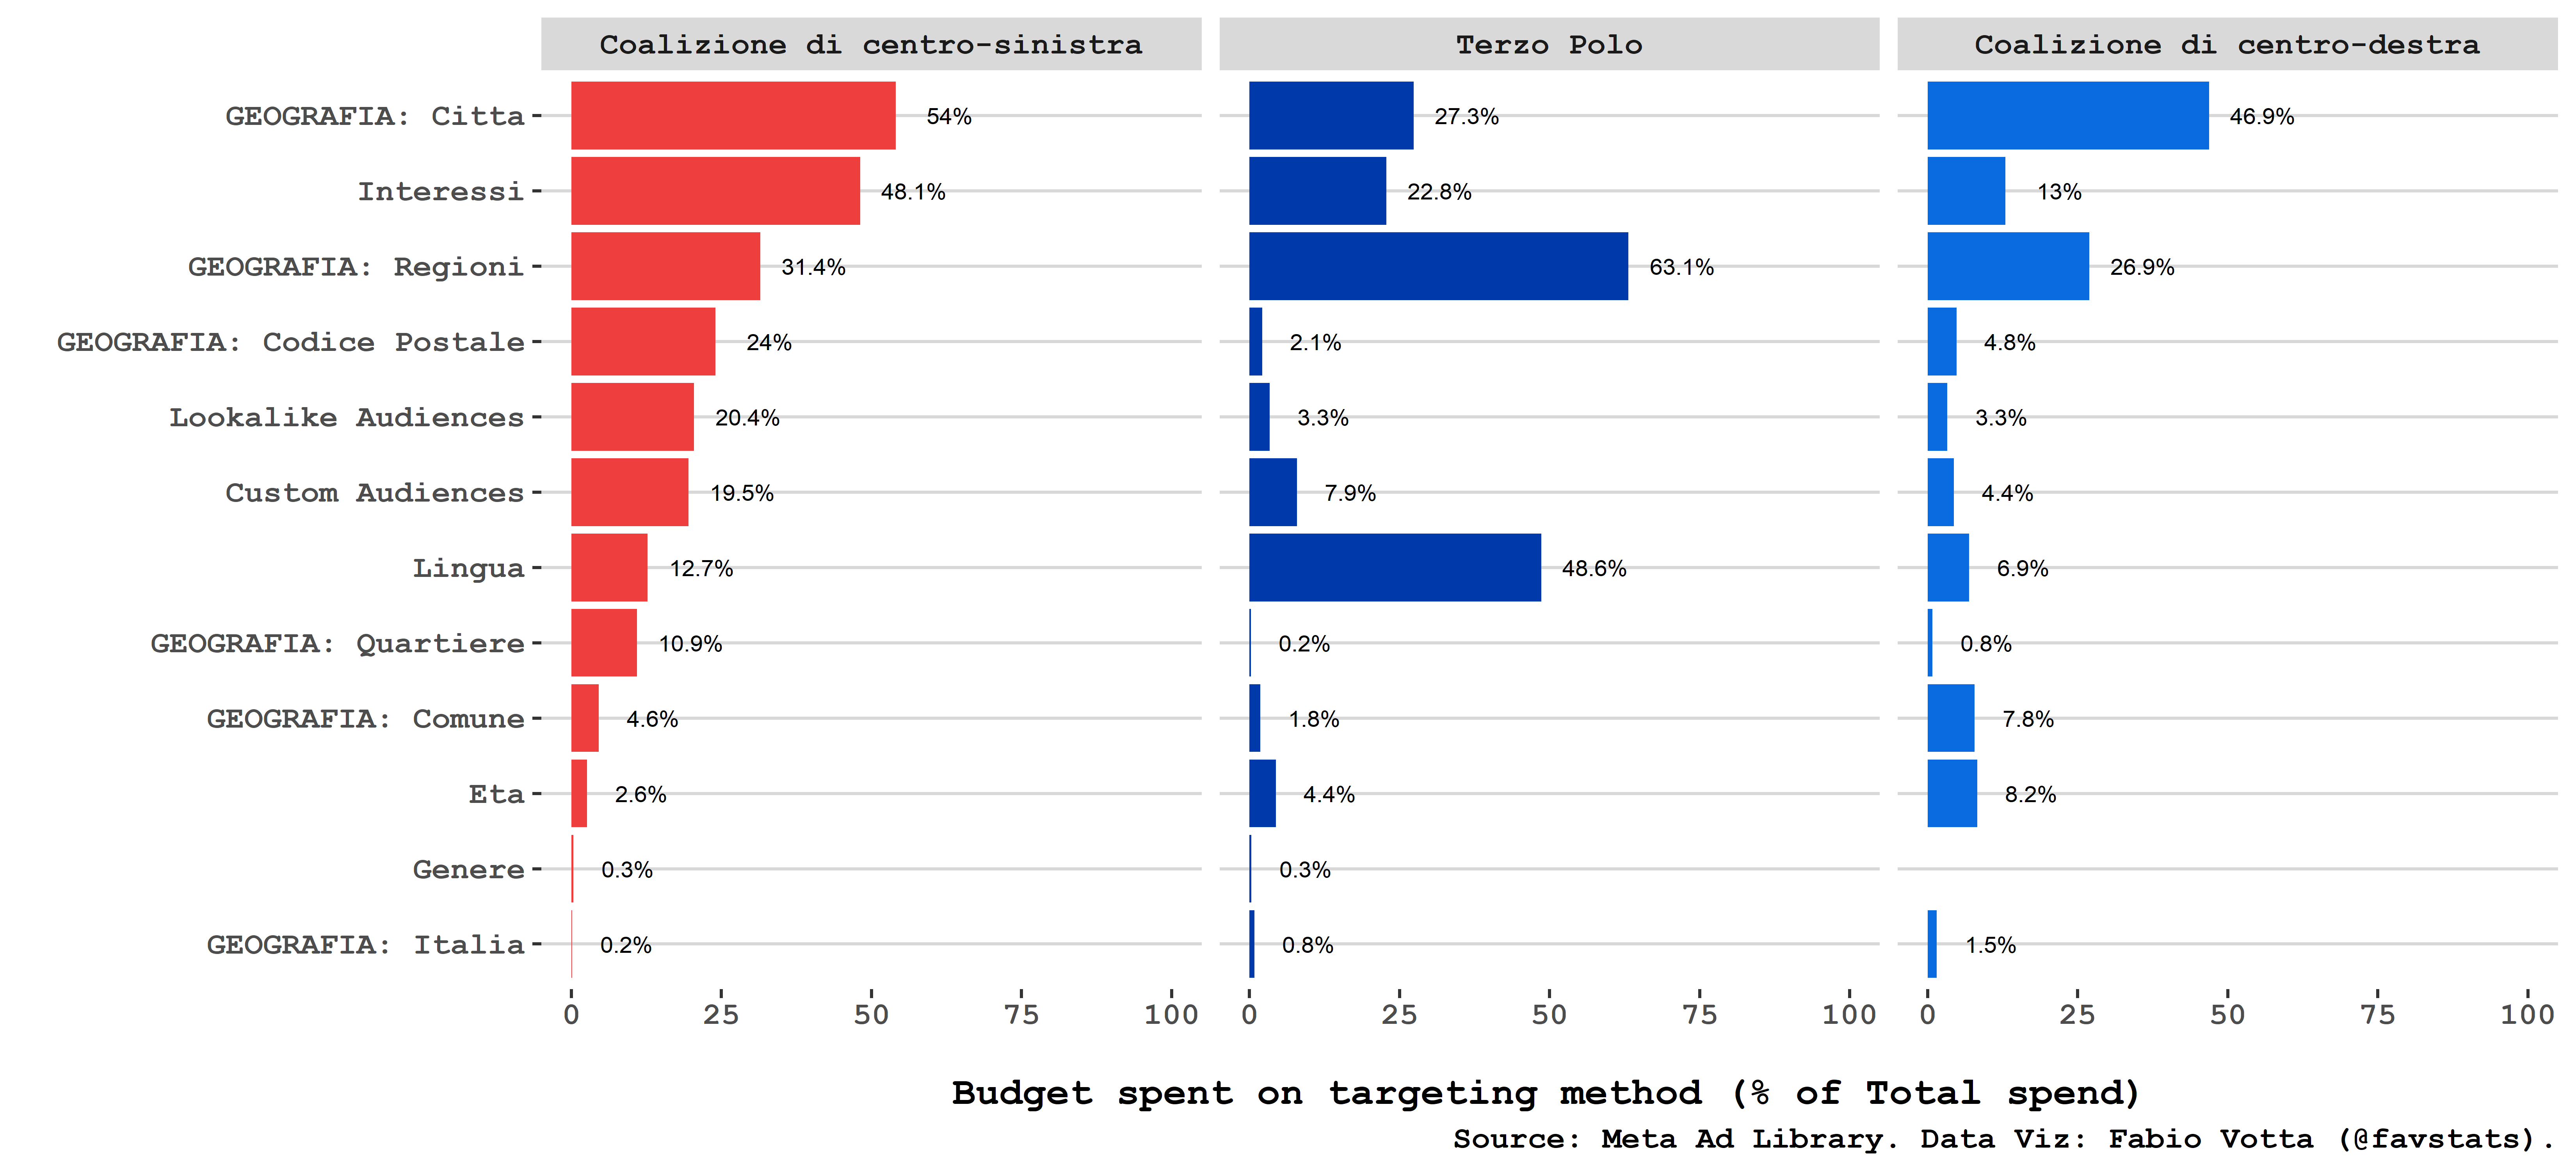 Coalizione di centro-sinistra Terzo Polo Coalizione di centro-destra
GEOGRAFIA: Citta 54% 27.3% 46.9%
Interessi 48.1% 22.8% 13%
GEOGRAFIA: Regioni 31.4% 63.1% 26.9%
GEOGRAFIA: Codice Postale 24% 2.1% 4.8%
Lookalike Audiences 20.4% 3.3% 3.3%
Custom Audiences 19.5% 7.9% 4.4%
Lingua 12.7% 48.6% 6.9%
GEOGRAFIA: Quartiere 10.9% 0.2% 0.8%
GEOGRAFIA: Comune 4.6% 1.8% 7.8%
Eta 2.6% 4.4% 8.2%
Genere 0.3% 0.3%
GEOGRAFIA: Italia 0.2% 0.8% 1.5%
0 25 50 75 100 0 25 50 75 100 0 25 50 75 100
Budget spent on targeting method (% of Total spend)
Source: Meta Ad Library. Data Viz: Fabio Votta (@favstats).